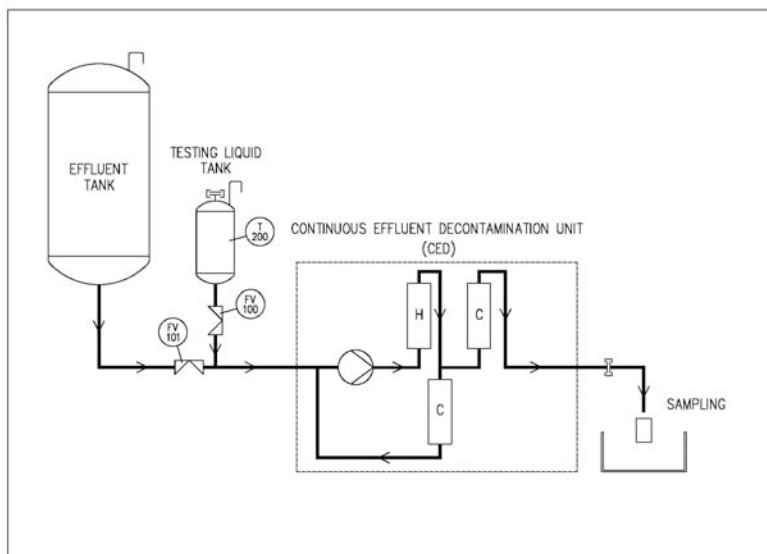 EFFLUENT
TANK
TESTING LIQUID
TANK
T
200
CONTINUOUS EFFLUENT DECONTAMINATION UNIT
(CED)
FV
100
FV
101
H
C
C
SAMPLING